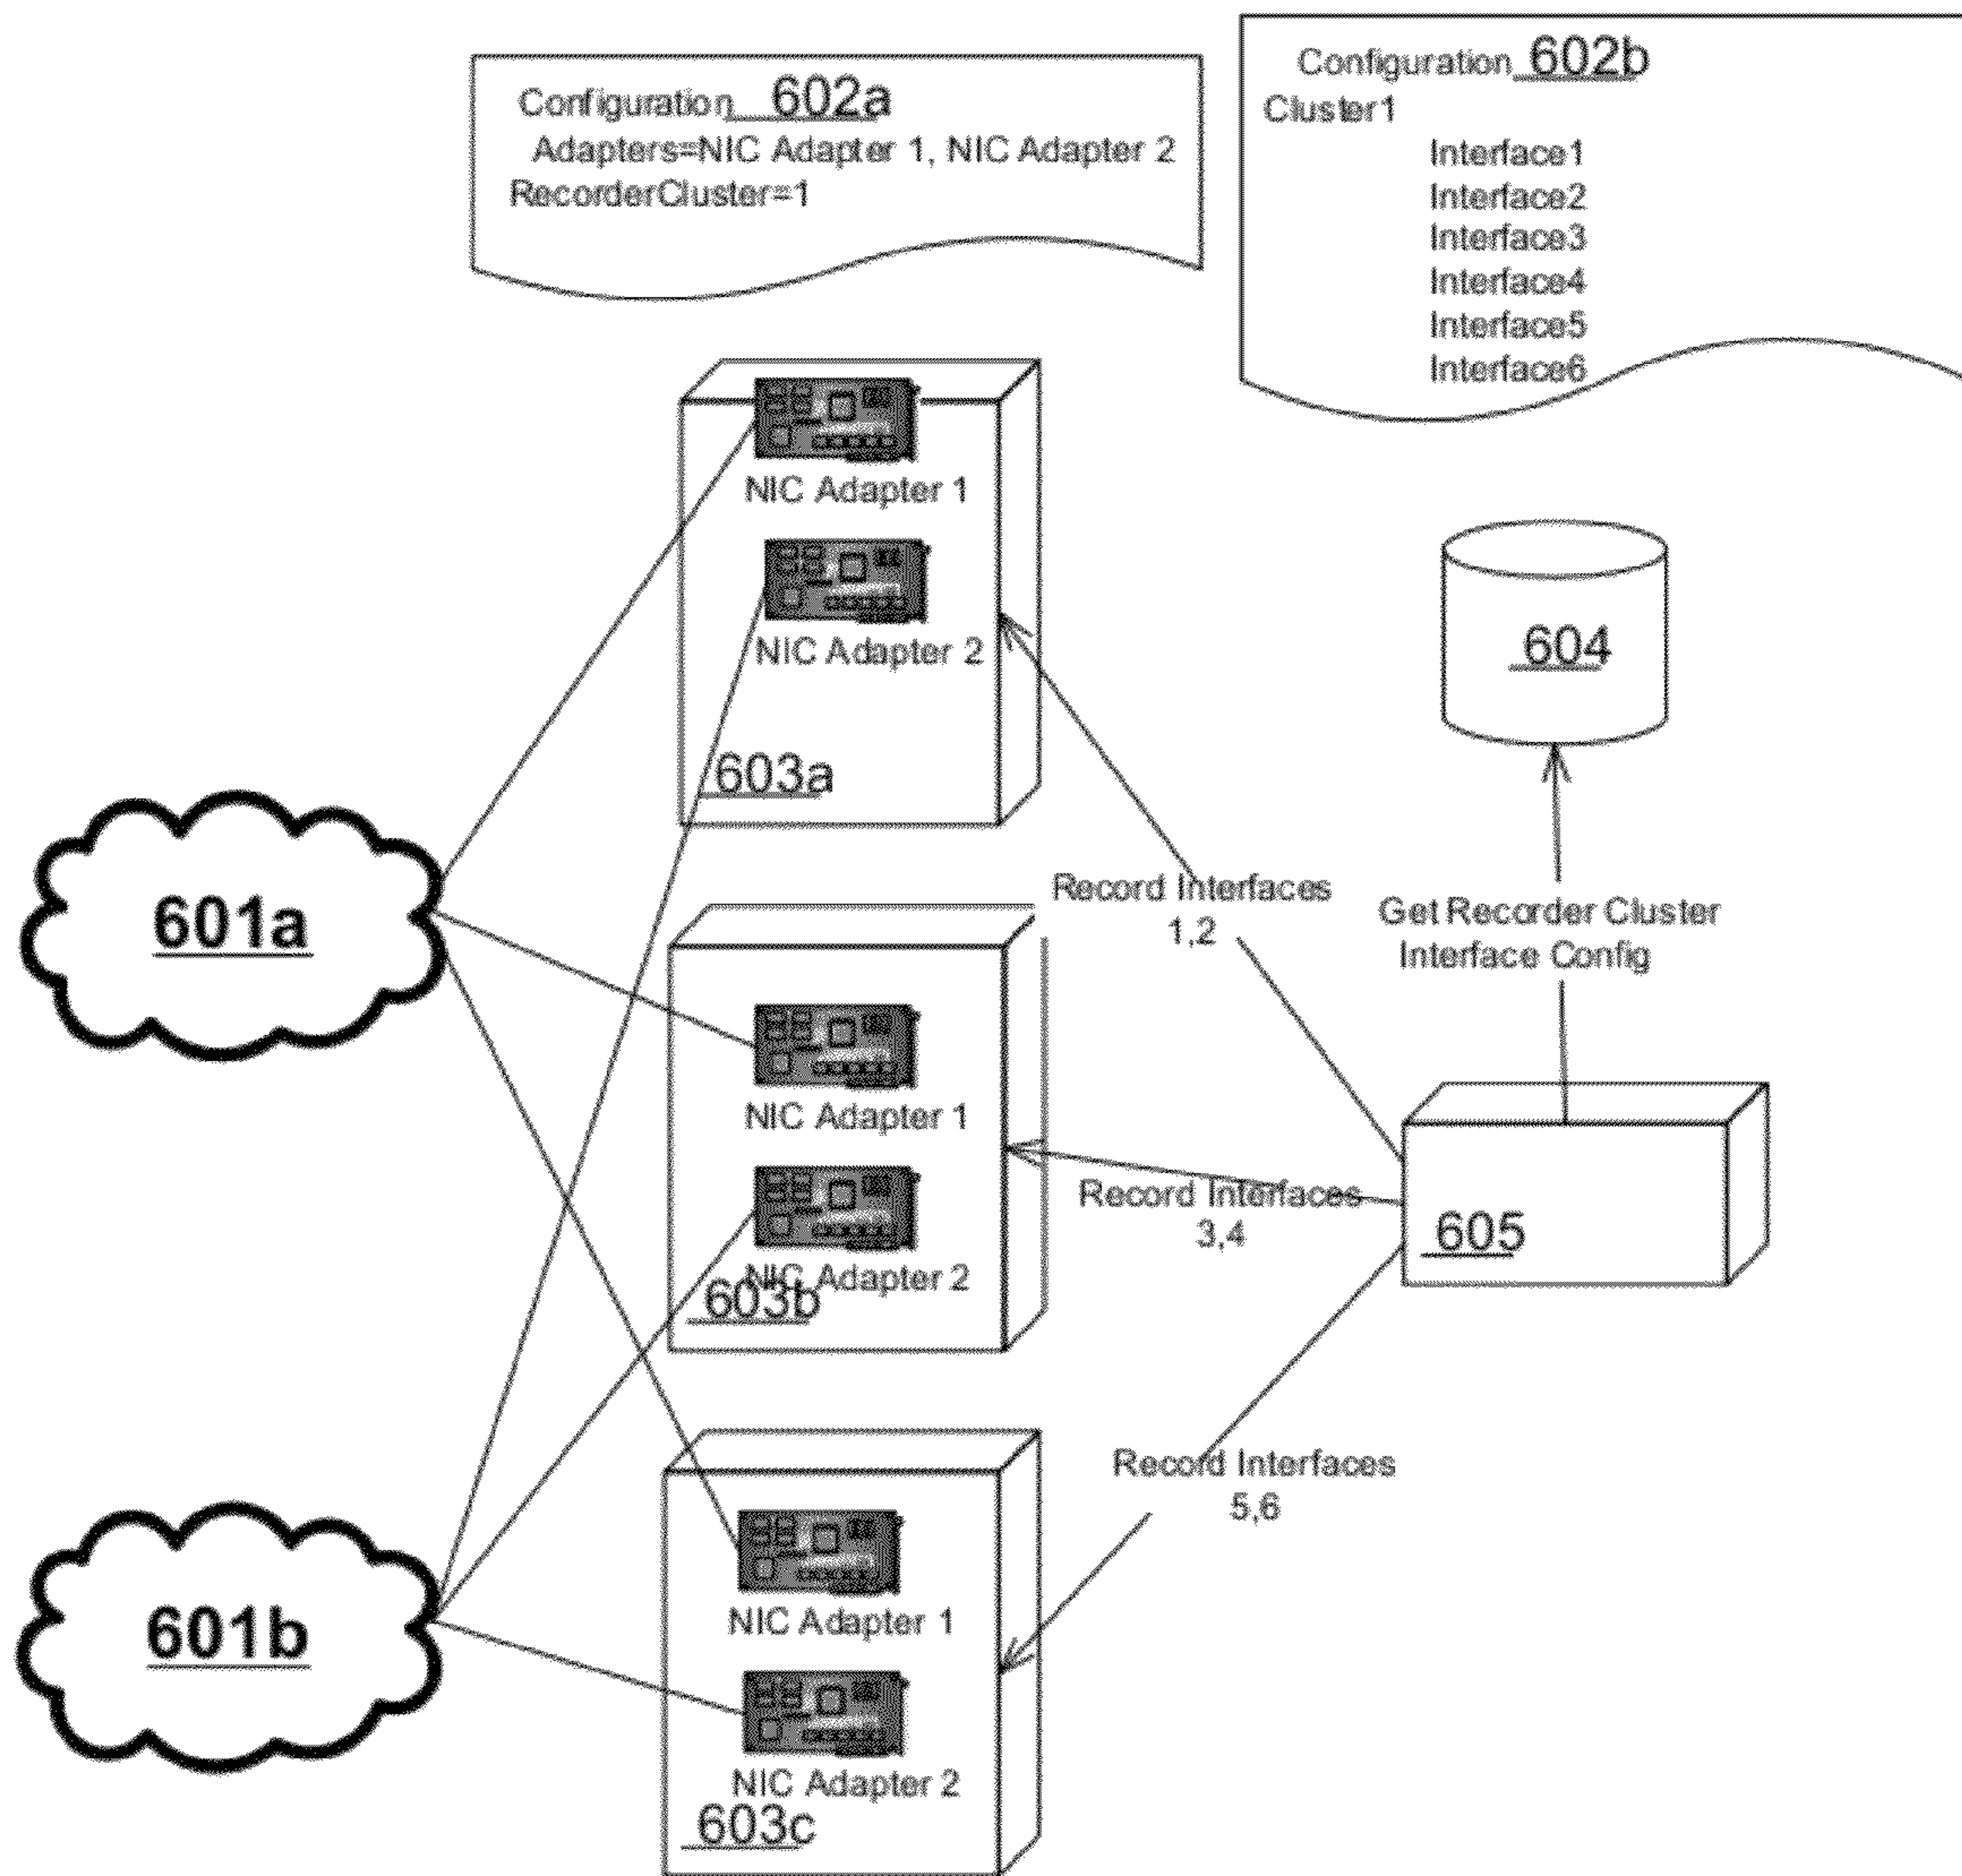 Configuration 602a
Adapters=NIC Adapter 1, NIC Adapter 2
RecorderCluster=1
Configuration 602b
Cluster1
Interface1
Interface2
Interface3
Interface4
Interface5
Interface6
NIC Adapter 1
NIC Adapter 2
603a
604
601a
Record Interfaces
1,2
Get Recorder Cluster
Interface Config
NIC Adapter 1
NIC Adapter 2
603b
Record Interfaces
3,4
605
Record Interfaces
5,6
601b
NIC Adapter 1
NIC Adapter 2
603c